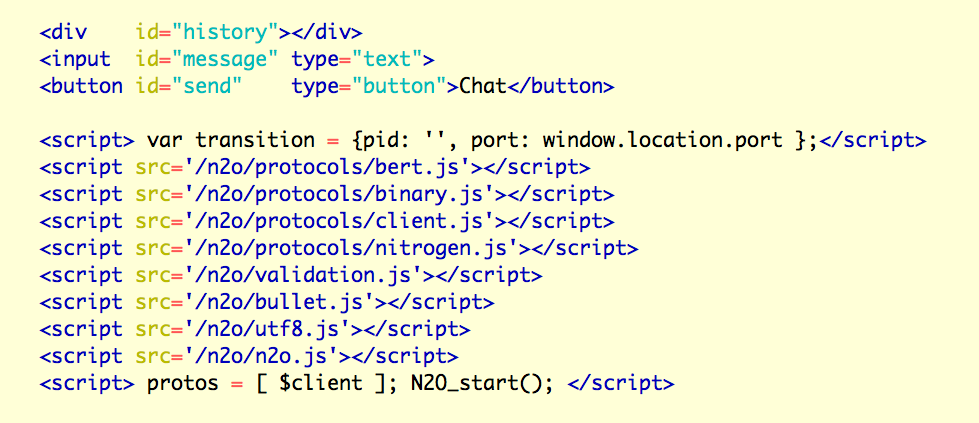 <div    id="history"></div>
<input  id="message" type="text">
<button id="send"    type="button">Chat</button>
<script> var transition = {pid: '', port: window.location.port };</script>
<script src='/n2o/protocols/bert.js'></script>
<script src='/n2o/protocols/binary.js'></script>
<script src='/n2o/protocols/client.js'></script>
<script src='/n2o/protocols/nitrogen.js'></script>
<script src='/n2o/validation.js'></script>
<script src='/n2o/bullet.js'></script>
<script src='/n2o/utf8.js'></script>
<script src='/n2o/n2o.js'></script>
<script> protos = [ $client ]; N2O_start(); </script>